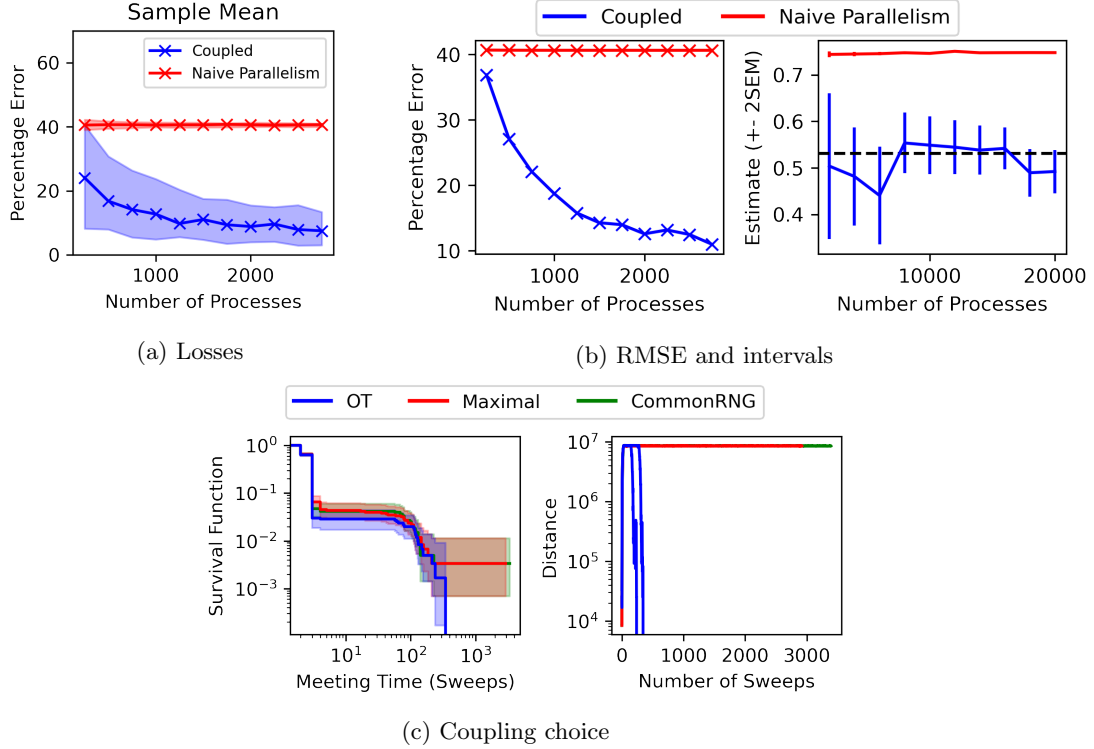 Sample Mean
Coupled
Naive Parallelism
Percentage Error
60
40
20
0
1000 2000
Number of Processes
(a) Losses
Coupled Naive Parallelism
Percentage Error
40
30
20
10
1000 2000
Number of Processes
Estimate (+- 2SEM)
0.7
0.6
0.5
0.4
10000 20000
Number of Processes
(b) RMSE and intervals
OT Maximal CommonRNG
Survival Function
10^0
10^-1
10^-2
10^-3
10^1 10^2 10^3
Meeting Time (Sweeps)
Distance
10^7
10^6
10^5
10^4
0 1000 2000 3000
Number of Sweeps
(c) Coupling choice